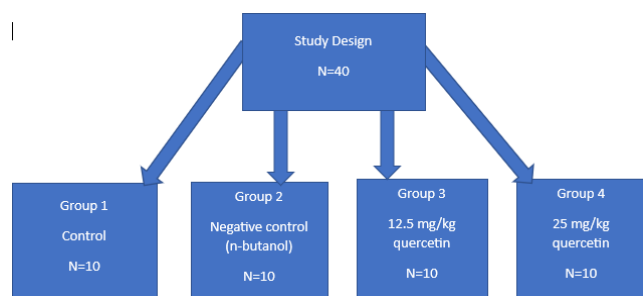 Study Design
N=40
Group 1
Control
N=10
Group 2
Negative control
(n-butanol)
N=10
Group 3
12.5 mg/kg
quercetin
N=10
Group 4
25 mg/kg
quercetin
N=10